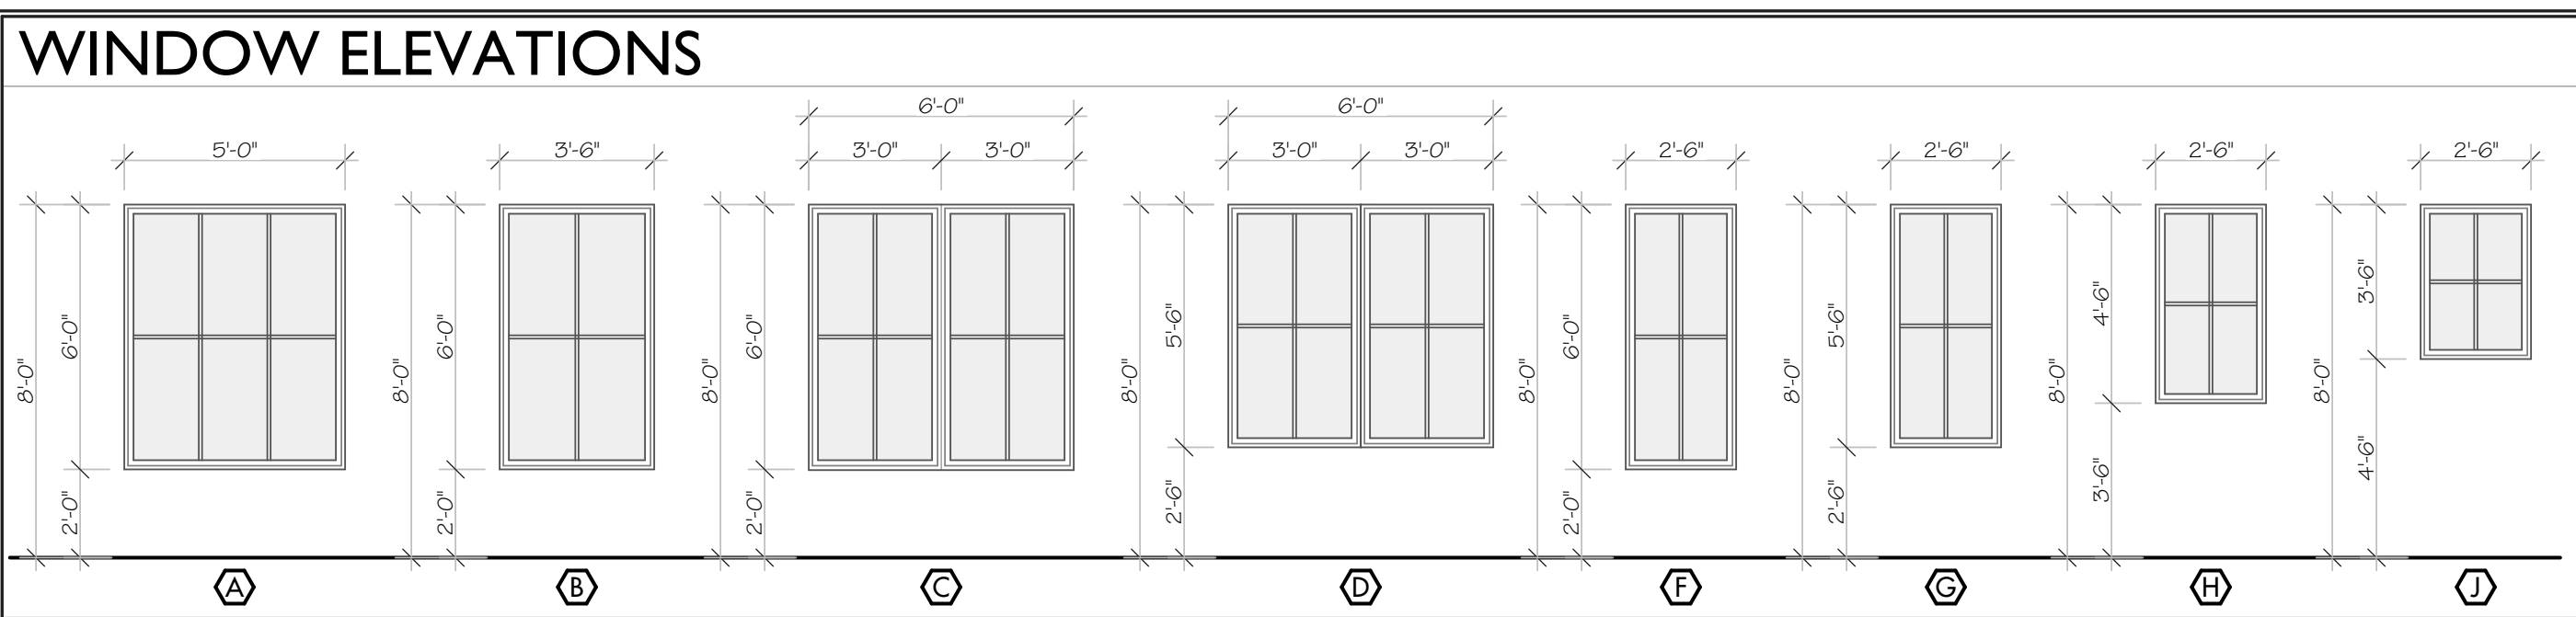 WINDOW ELEVATIONS
6'-0" 6'-0"
5'-0" 3'-6" 3'-0" 3'-0" 3'-0" 3'-0" 2'-6" 2'-6" 2'-6" 2'-6"
8'-0" 6'-0" 2'-0"
8'-0" 6'-0" 2'-0"
8'-0" 6'-0" 2'-0"
8'-0" 5'-6" 2'-6"
8'-0" 6'-0" 2'-0"
8'-0" 5'-6" 2'-6"
8'-0" 4'-6" 3'-6"
8'-0" 3'-6" 4'-6"
A B C D F G H J